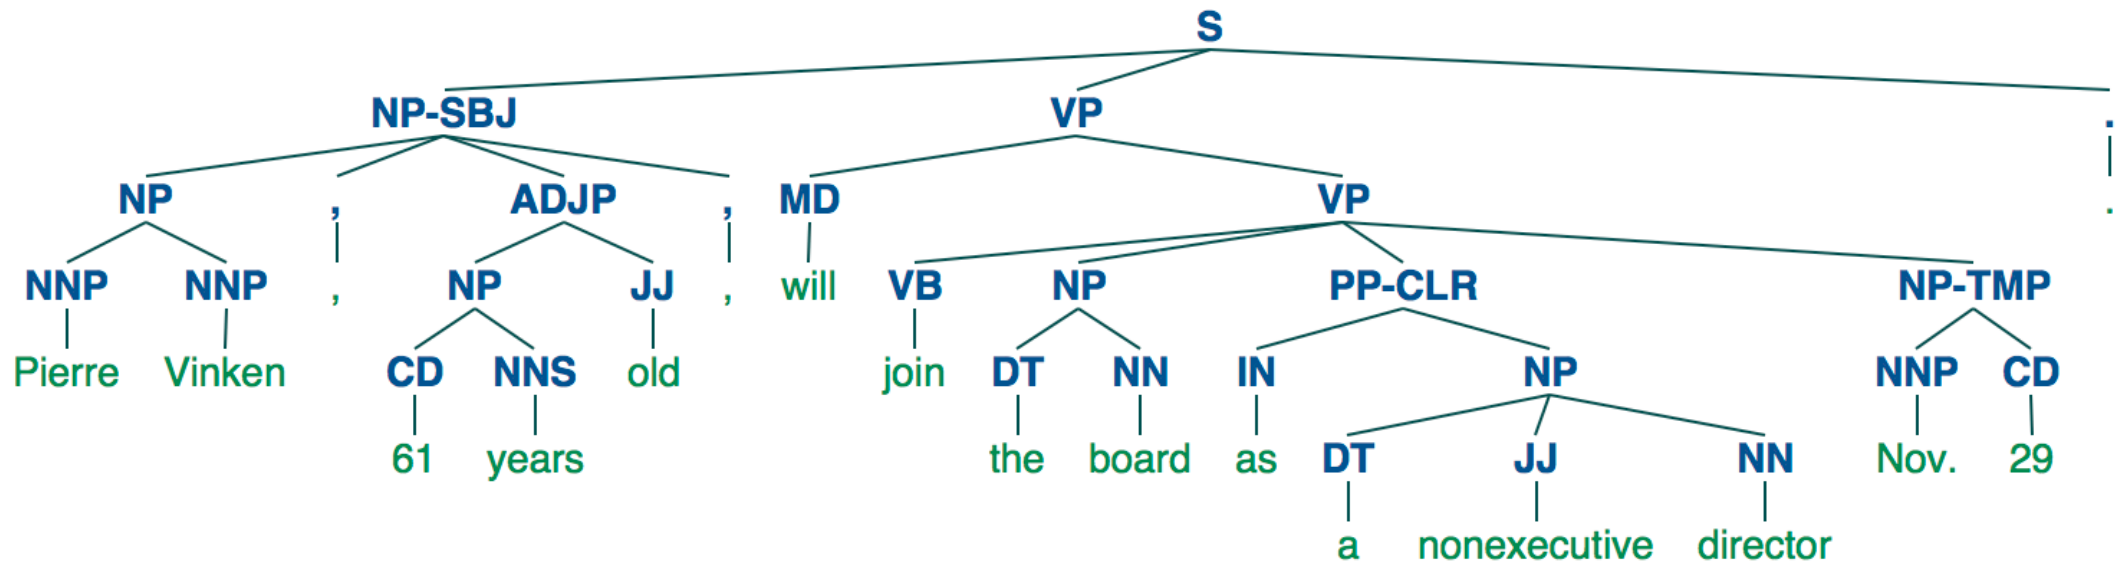 S
NP-SBJ VP .
NP , ADJP , MD VP .
NNP NNP , NP JJ , will VB NP PP-CLR NP-TMP
Pierre Vinken CD NNS old join DT NN IN NP NNP CD
61 years the board as DT JJ NN Nov. 29
a nonexecutive director